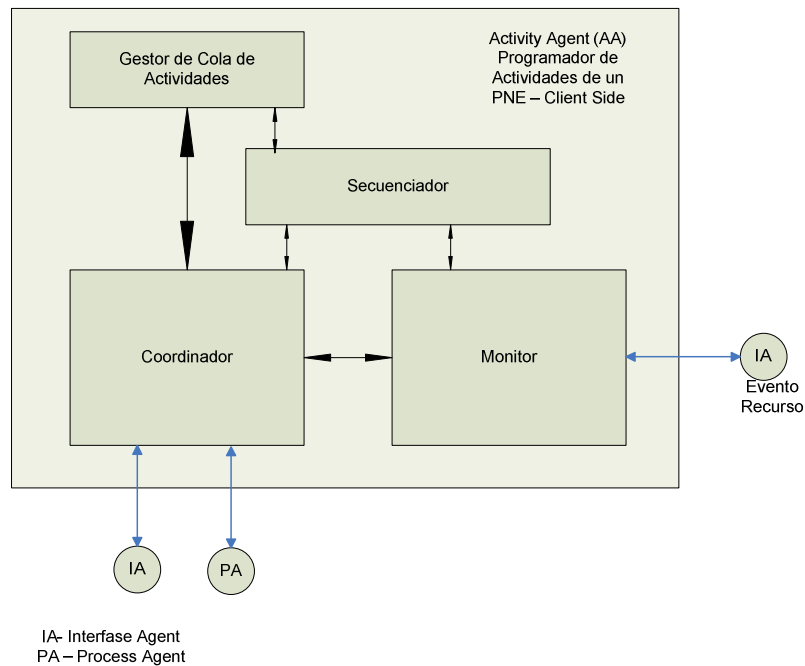 Gestor de Cola de
Actividades
Activity Agent (AA)
Programador de
Actividades de un
PNE – Client Side
Secuenciador
Coordinador
Monitor
IA
Evento
Recurso
IA
PA
IA- Interfase Agent
PA – Process Agent